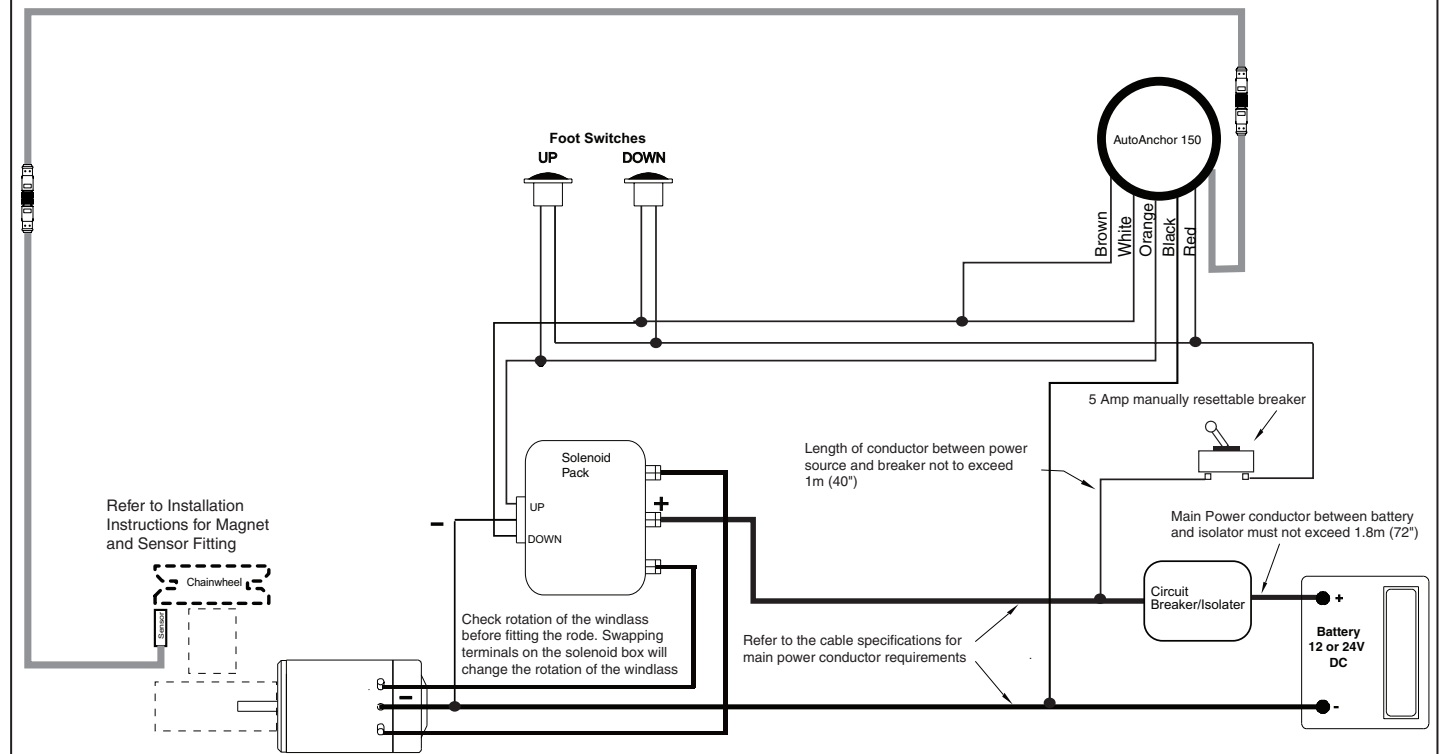 Foot Switches
UP
DOWN
AutoAnchor 150
Brown
White
Orange
Black
Red
5 Amp manually resettable breaker
Length of conductor between power
source and breaker not to exceed
1m (40")
Solenoid
Pack
+
UP
DOWN
–
Refer to Installation
Instructions for Magnet
and Sensor Fitting
Chainwheel
Sensor
Check rotation of the windlass
before fitting the rode. Swapping
terminals on the solenoid box will
change the rotation of the windlass
–
Main Power conductor between battery
and isolator must not exceed 1.8m (72")
Circuit
Breaker/Isolater
Refer to the cable specifications for
main power conductor requirements
+
Battery
12 or 24V
DC
-